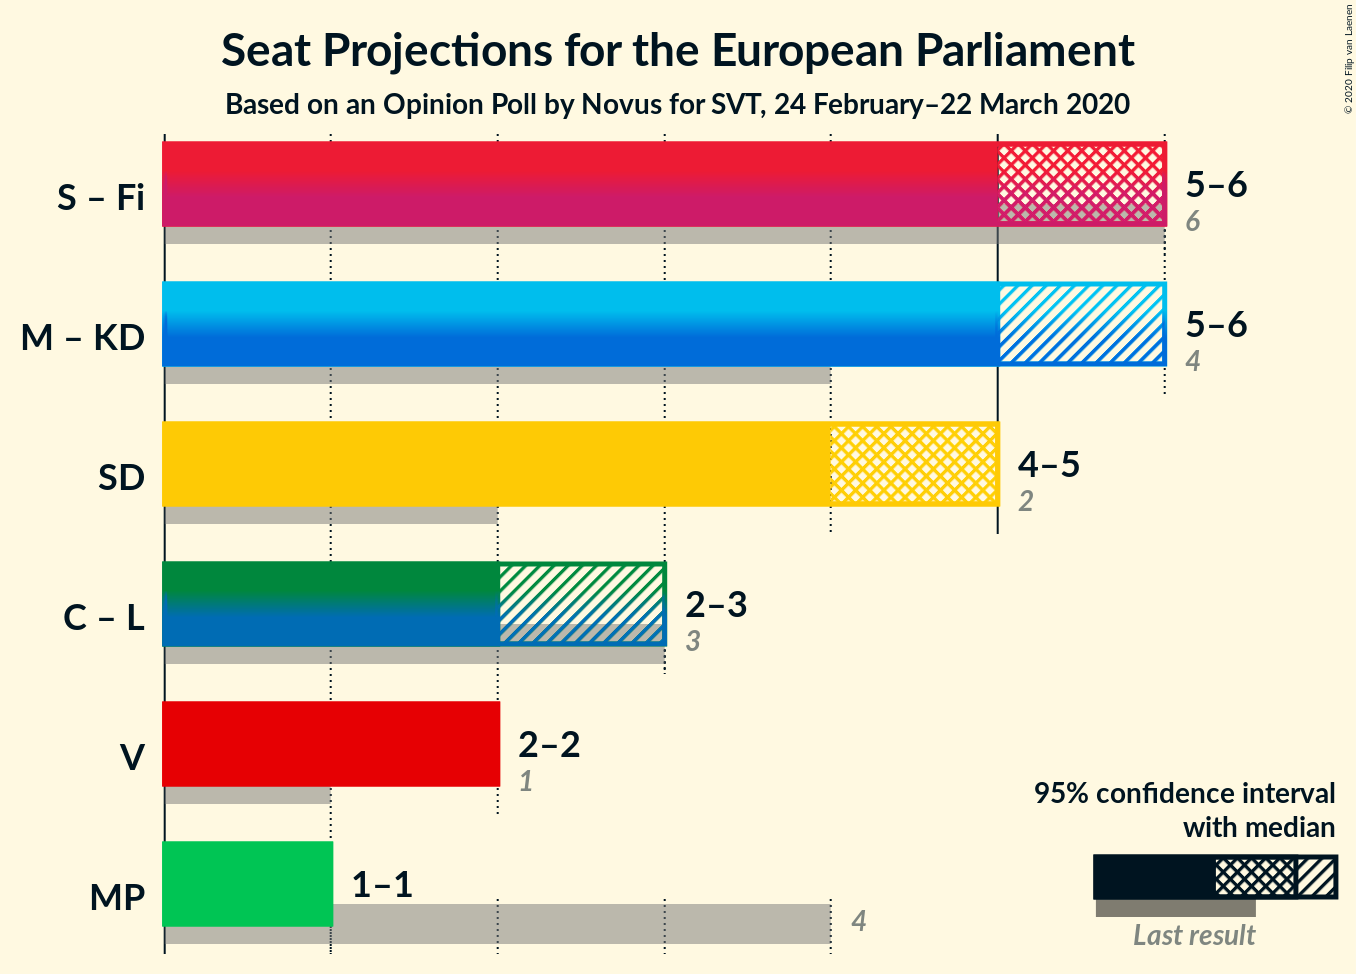 Seat Projections for the European Parliament
Based on an Opinion Poll by Novus for SVT, 24 February–22 March 2020
© 2020 Filip van Laenen
S – Fi
5–6
6
M – KD
5–6
4
SD
4–5
2
C – L
2–3
3
V
2–2
1
MP
1–1
4
95% confidence interval
with median
Last result